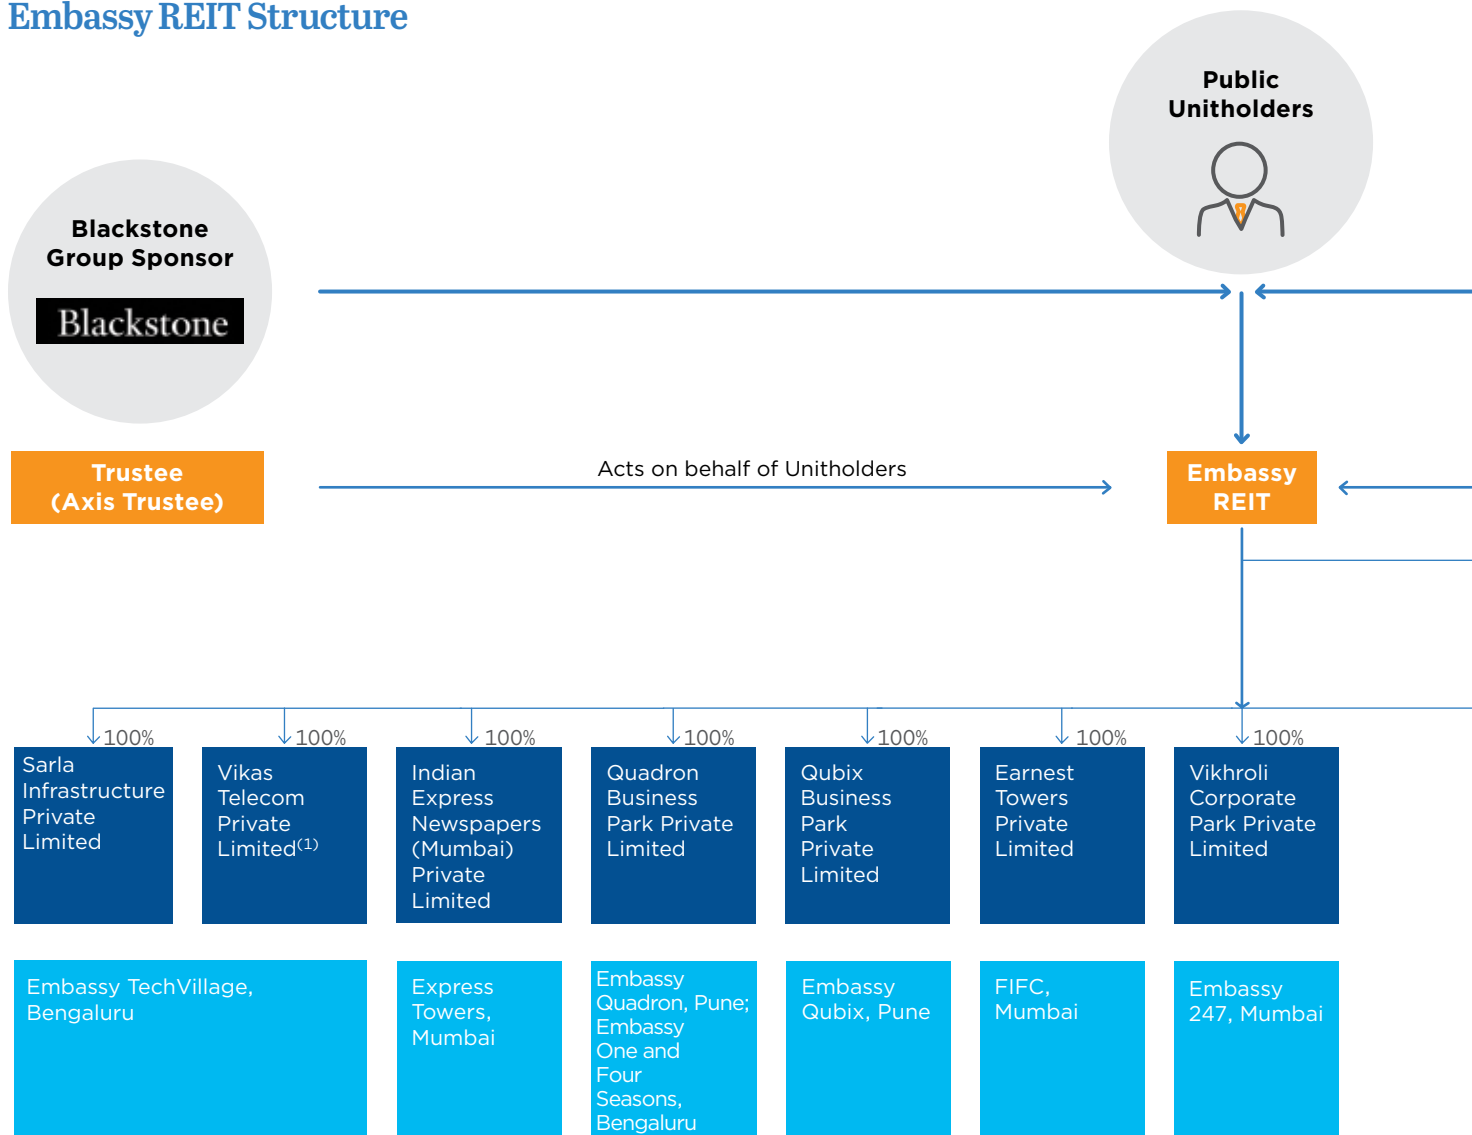 Embassy REIT Structure
Public
Unitholders
Blackstone
Group Sponsor
Blackstone
Trustee
(Axis Trustee)
Acts on behalf of Unitholders
Embassy
REIT
100%
100%
100%
100%
100%
100%
100%
Sarla
Infrastructure
Private
Limited
Vikas
Telecom
Private
Limited(1)
Indian
Express
Newspapers
(Mumbai)
Private
Limited
Quadron
Business
Park Private
Limited
Qubix
Business
Park
Private
Limited
Earnest
Towers
Private
Limited
Vikhroli
Corporate
Park Private
Limited
Embassy TechVillage,
Bengaluru
Express
Towers,
Mumbai
Embassy
Quadron, Pune;
Embassy
One and
Four
Seasons,
Bengaluru
Embassy
Qubix, Pune
FIFC,
Mumbai
Embassy
247, Mumbai